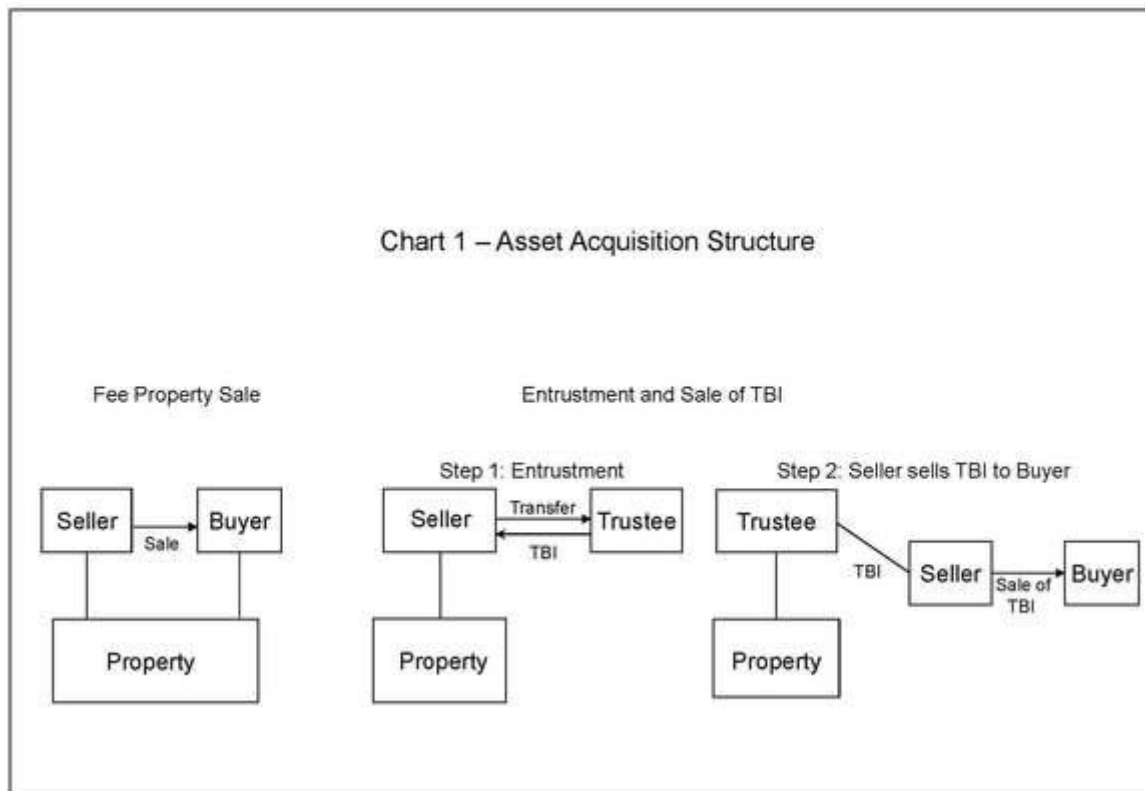 Chart 1 – Asset Acquisition Structure
Fee Property Sale
Seller
Sale
Buyer
Property
Entrustment and Sale of TBI
Step 1: Entrustment
Seller
Transfer
TBI
Trustee
Property
Step 2: Seller sells TBI to Buyer
Trustee
TBI
Seller
Sale of
TBI
Buyer
Property